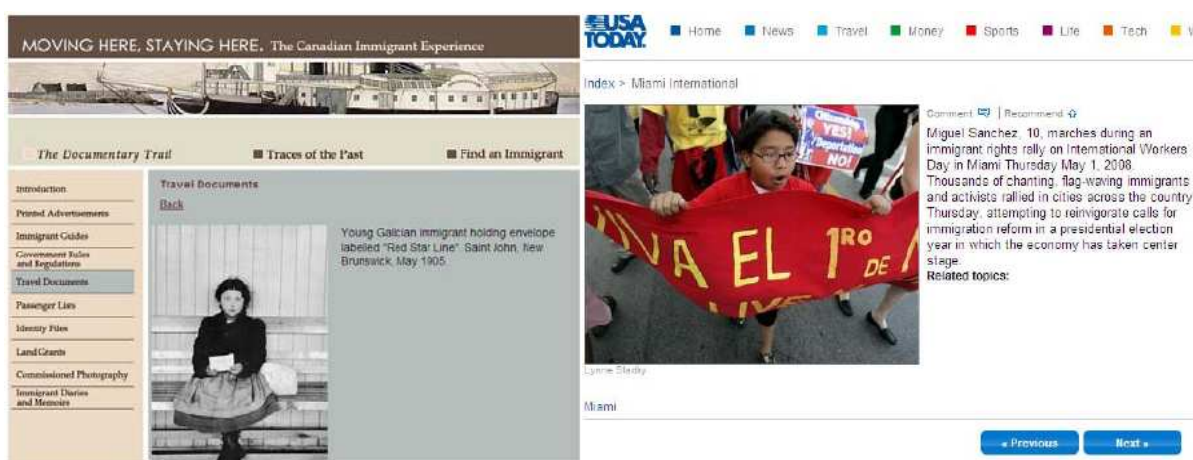 MOVING HERE, STAYING HERE. The Canadian Immigrant Experience
The Documentary Trail
Traces of the Past
Find an Immigrant
Introduction
Printed Advertisements
Immigrant Guides
Government Rules
and Regulations
Travel Documents
Passenger Lists
Identity Files
Land Grants
Commissioned Photography
Immigrant Diaries
and Memoirs
Travel Documents
Back
Young Galician immigrant holding envelope
labelled "Red Star Line". Saint John, New
Brunswick, May 1905.
USA
TODAY.
Home
News
Travel
Money
Sports
Life
Tech
Index > Miami International
Citizenship
YES!
Deportation
NO!
VA EL 1RO
DE
Lynne Sladky
Comment | Recommend
Miguel Sanchez, 10, marches during an
immigrant rights rally on International Workers
Day in Miami Thursday May 1, 2008.
Thousands of chanting, flag-waving immigrants
and activists rallied in cities across the country
Thursday, attempting to reinvigorate calls for
immigration reform in a presidential election
year in which the economy has taken center
stage.
Related topics:
Miami
« Previous
Next »